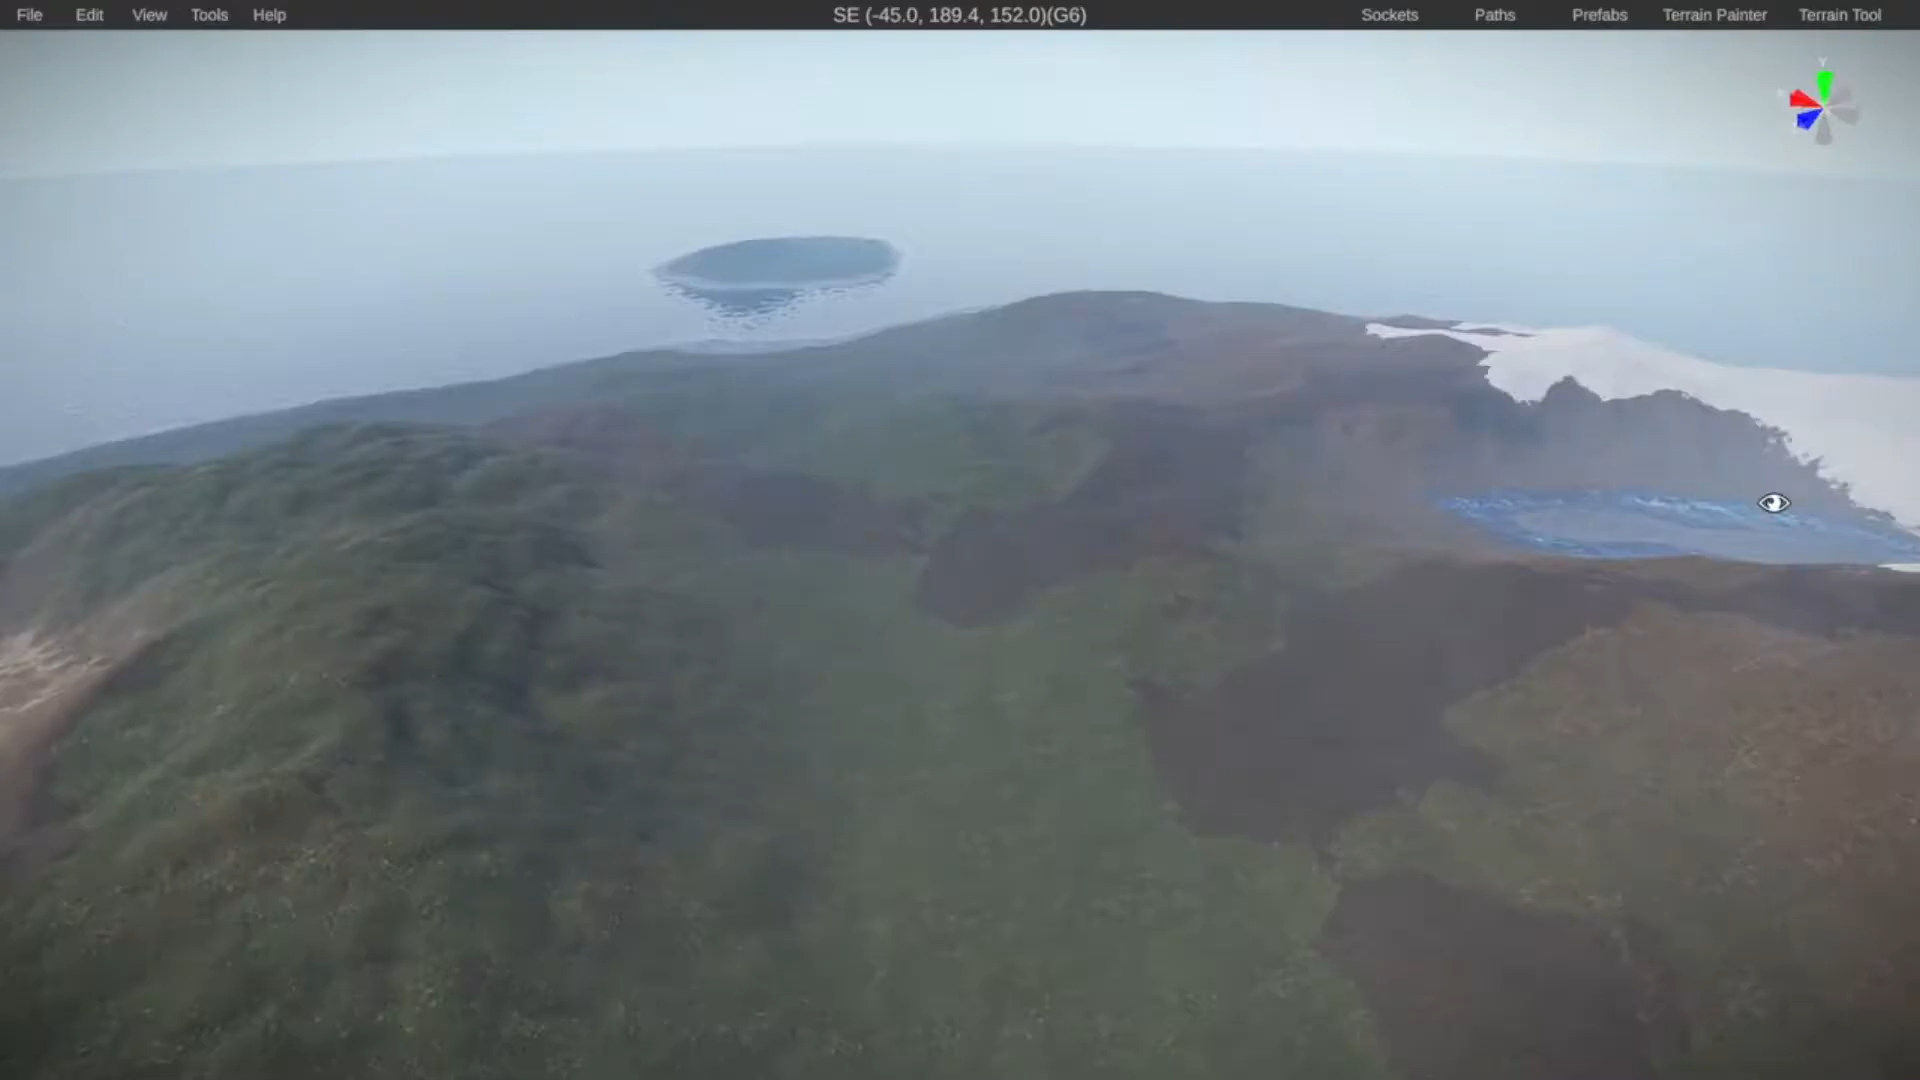 File Edit View Tools Help SE (-45.0, 189.4, 152.0)(G6) Sockets Paths Prefabs Terrain Painter Terrain Tool
Y